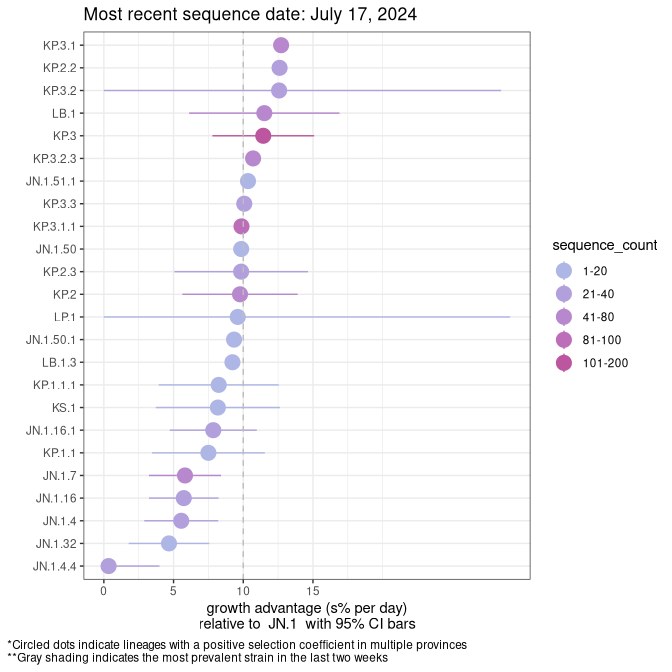 Most recent sequence date: July 17, 2024
KP.3.1
KP.2.2
KP.3.2
LB.1
KP.3
KP.3.2.3
JN.1.51.1
KP.3.3
KP.3.1.1
JN.1.50
KP.2.3
KP.2
LP.1
JN.1.50.1
LB.1.3
KP.1.1.1
KS.1
JN.1.16.1
KP.1.1
JN.1.7
JN.1.16
JN.1.4
JN.1.32
JN.1.4.4
0 5 10 15
growth advantage (s% per day)
relative to JN.1 with 95% CI bars
sequence_count
1-20
21-40
41-80
81-100
101-200
*Circled dots indicate lineages with a positive selection coefficient in multiple provinces
**Gray shading indicates the most prevalent strain in the last two weeks